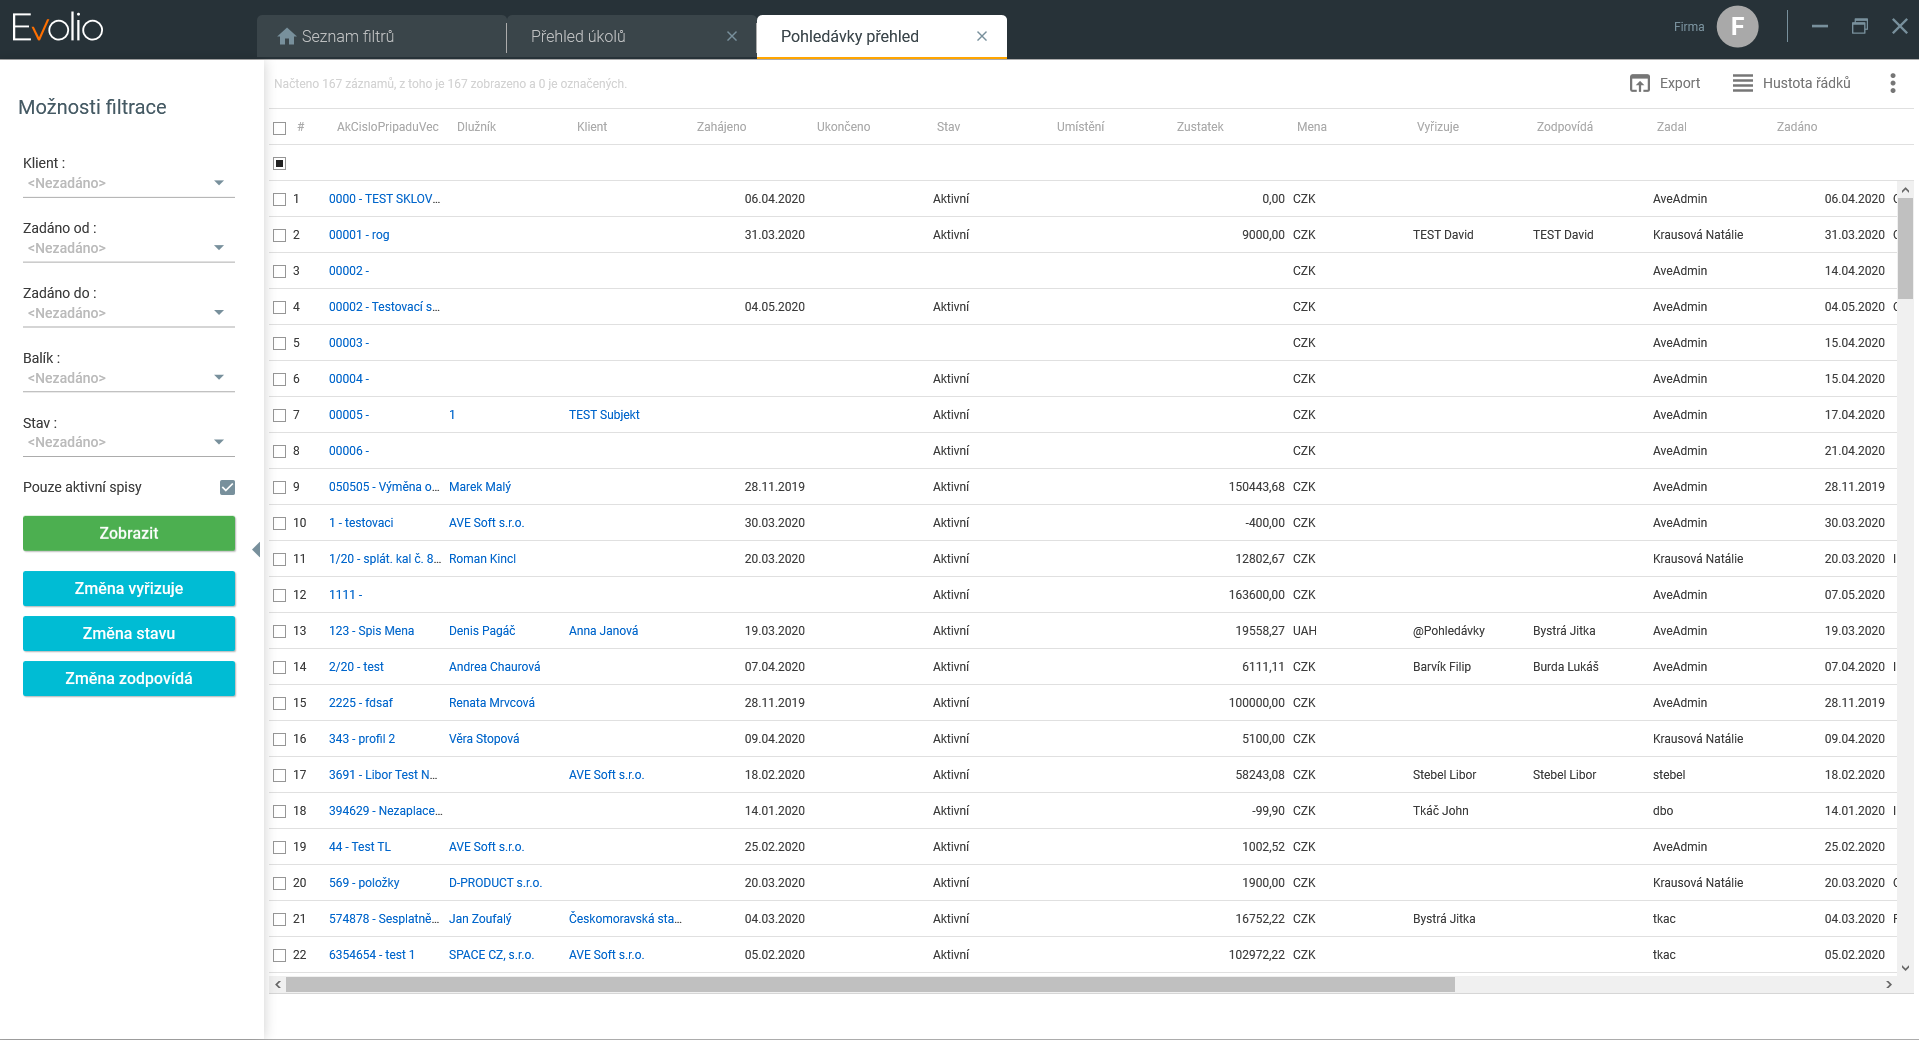 Evolio
Seznam filtrů
Přehled úkolů
Pohledávky přehled
Firma
F
Možnosti filtrace
Klient :
<Nezadáno>
Zadáno od :
<Nezadáno>
Zadáno do :
<Nezadáno>
Balík :
<Nezadáno>
Stav :
<Nezadáno>
Pouze aktivní spisy
Zobrazit
Změna vyřizuje
Změna stavu
Změna zodpovídá
Načteno 167 záznamů, z toho je 167 zobrazeno a 0 je označených.
Export
Hustota řádků
# AkCisloPripaduVec Dlužník Klient Zahájeno Ukončeno Stav Umístění Zustatek Mena Vyřizuje Zodpovídá Zadal Zadáno
1 0000 - TEST SKLOV... 06.04.2020 Aktivní 0,00 CZK AveAdmin 06.04.2020
2 00001 - rog 31.03.2020 Aktivní 9000,00 CZK TEST David TEST David Krausová Natálie 31.03.2020
3 00002 - CZK AveAdmin 14.04.2020
4 00002 - Testovací s... 04.05.2020 Aktivní CZK AveAdmin 04.05.2020
5 00003 - CZK AveAdmin 15.04.2020
6 00004 - Aktivní CZK AveAdmin 15.04.2020
7 00005 - 1 TEST Subjekt Aktivní CZK AveAdmin 17.04.2020
8 00006 - Aktivní CZK AveAdmin 21.04.2020
9 050505 - Výměna o... Marek Malý 28.11.2019 Aktivní 150443,68 CZK AveAdmin 28.11.2019
10 1 - testovaci AVE Soft s.r.o. 30.03.2020 Aktivní -400,00 CZK AveAdmin 30.03.2020
11 1/20 - splát. kal č. 8... Roman Kincl 20.03.2020 Aktivní 12802,67 CZK Krausová Natálie 20.03.2020
12 1111 - Aktivní 163600,00 CZK AveAdmin 07.05.2020
13 123 - Spis Mena Denis Pagáč Anna Janová 19.03.2020 Aktivní 19558,27 UAH @Pohledávky Bystrá Jitka AveAdmin 19.03.2020
14 2/20 - test Andrea Chaurová 07.04.2020 Aktivní 6111,11 CZK Barvík Filip Burda Lukáš AveAdmin 07.04.2020
15 2225 - fdsaf Renata Mrvcová 28.11.2019 Aktivní 100000,00 CZK AveAdmin 28.11.2019
16 343 - profil 2 Věra Stopová 09.04.2020 Aktivní 5100,00 CZK Krausová Natálie 09.04.2020
17 3691 - Libor Test N... AVE Soft s.r.o. 18.02.2020 Aktivní 58243,08 CZK Stebel Libor Stebel Libor stebel 18.02.2020
18 394629 - Nezaplace... 14.01.2020 Aktivní -99,90 CZK Tkáč John dbo 14.01.2020
19 44 - Test TL AVE Soft s.r.o. 25.02.2020 Aktivní 1002,52 CZK AveAdmin 25.02.2020
20 569 - položky D-PRODUCT s.r.o. 20.03.2020 Aktivní 1900,00 CZK Krausová Natálie 20.03.2020
21 574878 - Sesplatně... Jan Zoufalý Českomoravská sta... 04.03.2020 Aktivní 16752,22 CZK Bystrá Jitka tkac 04.03.2020
22 6354654 - test 1 SPACE CZ, s.r.o. AVE Soft s.r.o. 05.02.2020 Aktivní 102972,22 CZK tkac 05.02.2020